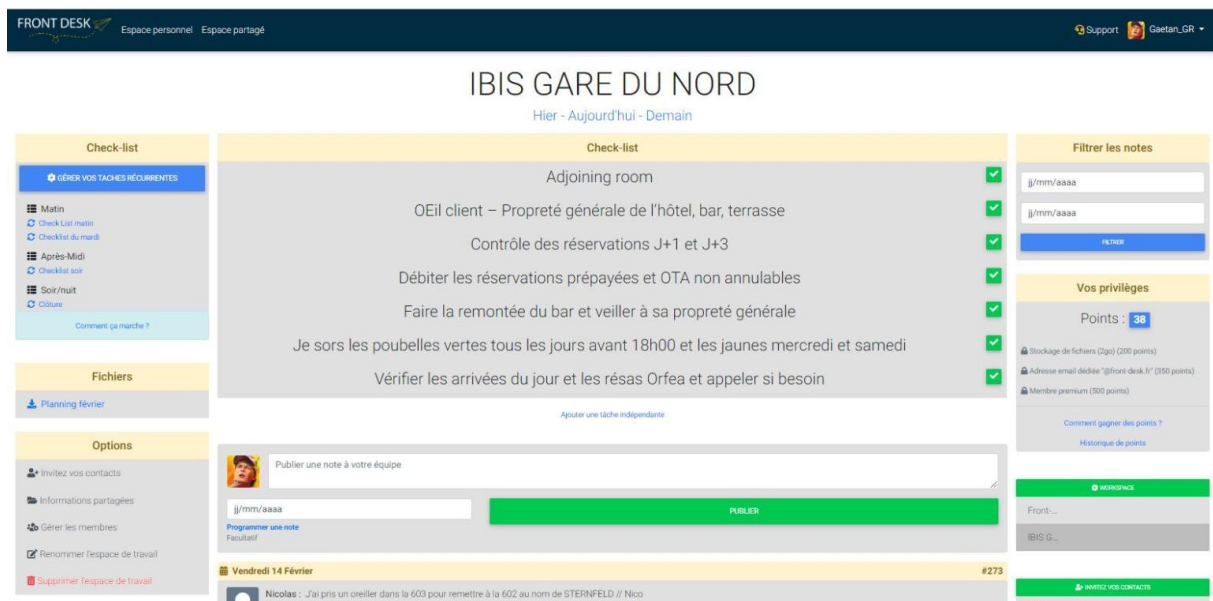 FRONT DESK
Espace personnel Espace partagé
Support Gaetan_GR
IBIS GARE DU NORD
Hier - Aujourd'hui - Demain
Check-list
GÉRER VOS TACHES RÉCURRENTES
Matin
Check List matin
Checklist du mardi
Après-Midi
Checklist soir
Soir/nuit
Clôture
Comment ça marche ?
Fichiers
Planning février
Options
Invitez vos contacts
Informations partagées
Gérer les membres
Renommer l'espace de travail
Supprimer l'espace de travail
Check-list
Adjoining room
OEil client – Propreté générale de l'hôtel, bar, terrasse
Contrôle des réservations J+1 et J+3
Débiter les réservations prépayées et OTA non annulables
Faire la remontée du bar et veiller à sa propreté générale
Je sors les poubelles vertes tous les jours avant 18h00 et les jaunes mercredi et samedi
Vérifier les arrivées du jour et les résas Orfea et appeler si besoin
Ajouter une tâche indépendante
Publier une note à votre équipe
jj/mm/aaaa
PUBLIER
Programmer une note
Facultatif
Vendredi 14 Février #273
Nicolas : J'ai pris un oreiller dans la 603 pour remettre à la 602 au nom de STERNFELD // Nico
Filtrer les notes
jj/mm/aaaa
jj/mm/aaaa
FILTRER
Vos privilèges
Points : 38
Stockage de fichiers (2go) (200 points)
Adresse email dédiée "@front-desk.fr" (350 points)
Membre premium (500 points)
Comment gagner des points ?
Historique de points
WORKSPACE
Front-...
IBIS G...
INVITEZ VOS CONTACTS